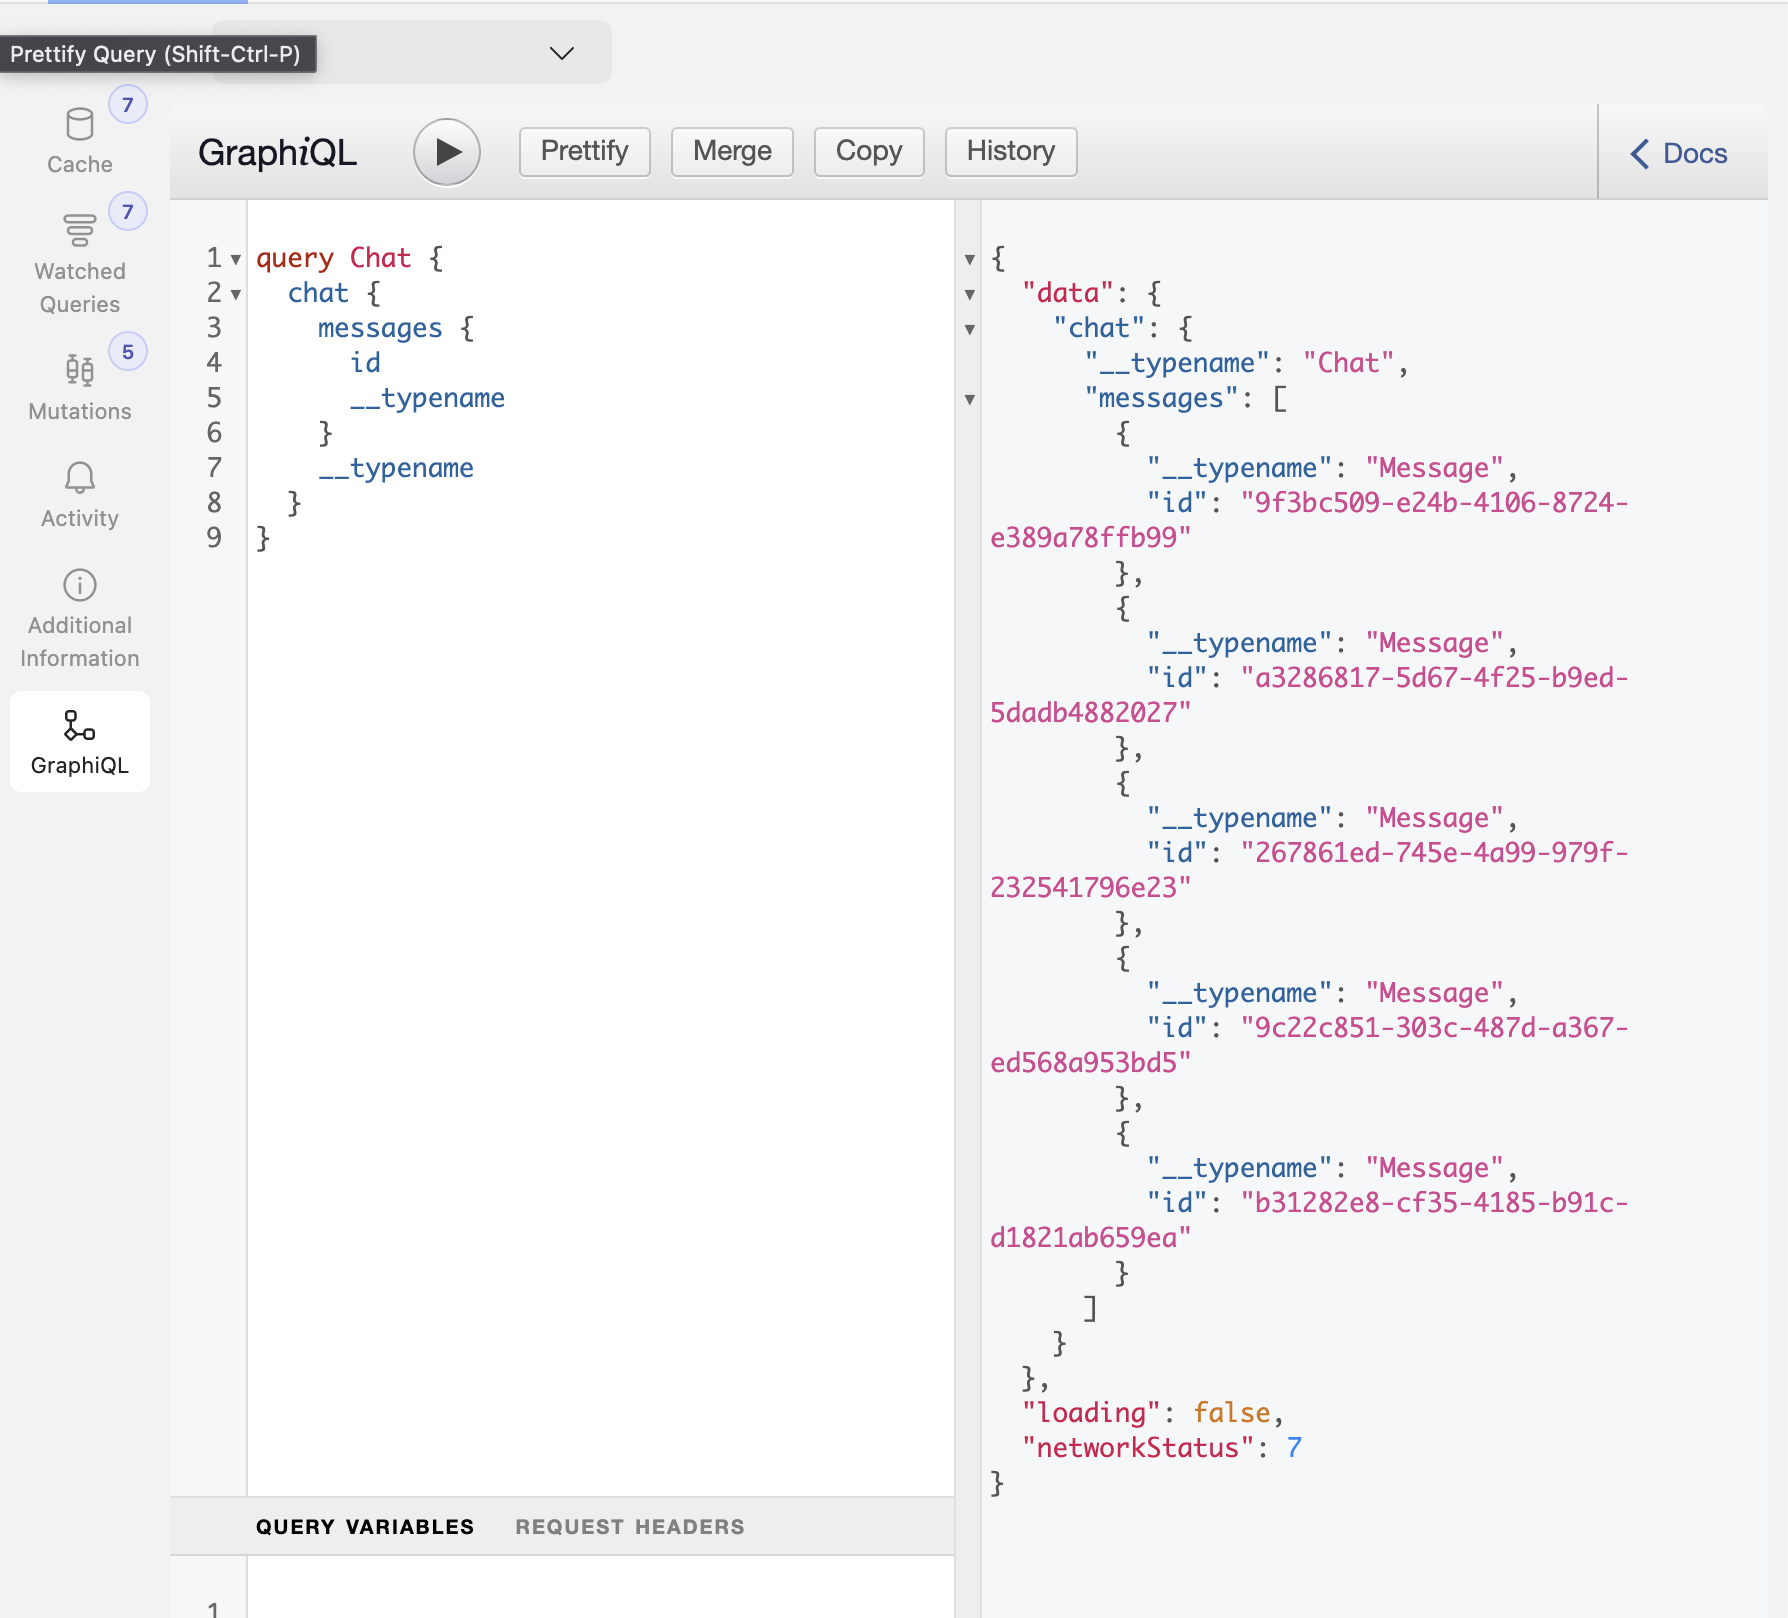 Prettify Query (Shift-Ctrl-P)
7
Cache
7
Watched
Queries
5
Mutations
Activity
Additional
Information
GraphiQL
GraphiQL
Prettify
Merge
Copy
History
Docs
1 query Chat {
2 chat {
3 messages {
4 id
5 __typename
6 }
7 __typename
8 }
9 }
QUERY VARIABLES REQUEST HEADERS
1
{
"data": {
"chat": {
"__typename": "Chat",
"messages": [
{
"__typename": "Message",
"id": "9f3bc509-e24b-4106-8724-
e389a78ffb99"
},
{
"__typename": "Message",
"id": "a3286817-5d67-4f25-b9ed-
5dadb4882027"
},
{
"__typename": "Message",
"id": "267861ed-745e-4a99-979f-
232541796e23"
},
{
"__typename": "Message",
"id": "9c22c851-303c-487d-a367-
ed568a953bd5"
},
{
"__typename": "Message",
"id": "b31282e8-cf35-4185-b91c-
d1821ab659ea"
}
]
}
},
"loading": false,
"networkStatus": 7
}